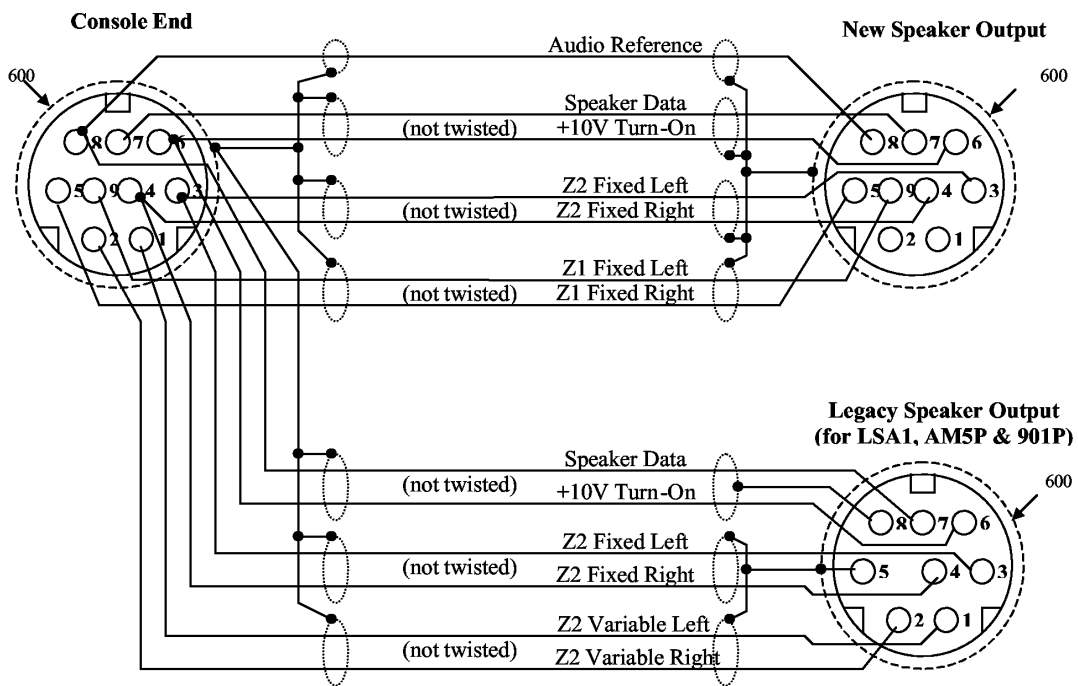 Console End
New Speaker Output
600
600
Audio Reference
Speaker Data
(not twisted) +10V Turn-On
8 7 6
8 7 6
5 9 4 3
5 9 4 3
Z2 Fixed Left
(not twisted) Z2 Fixed Right
2 1
2 1
Z1 Fixed Left
(not twisted) Z1 Fixed Right
Legacy Speaker Output
(for LSA1, AM5P & 901P)
600
Speaker Data
(not twisted) +10V Turn-On
8 7 6
Z2 Fixed Left
(not twisted) Z2 Fixed Right
5 4 3
Z2 Variable Left
(not twisted) Z2 Variable Right
2 1